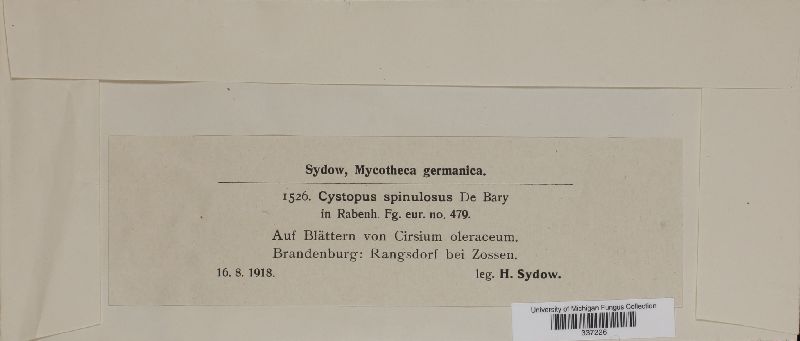 Sydow, Mycotheca germanica.
1526. Cystopus spinulosus De Bary
in Rabenh. Fg. eur. no. 479.
Auf Blättern von Cirsium oleraceum.
Brandenburg: Rangsdorf bei Zossen.
16. 8. 1918. leg. H. Sydow.
University of Michigan Fungus Collection
337226